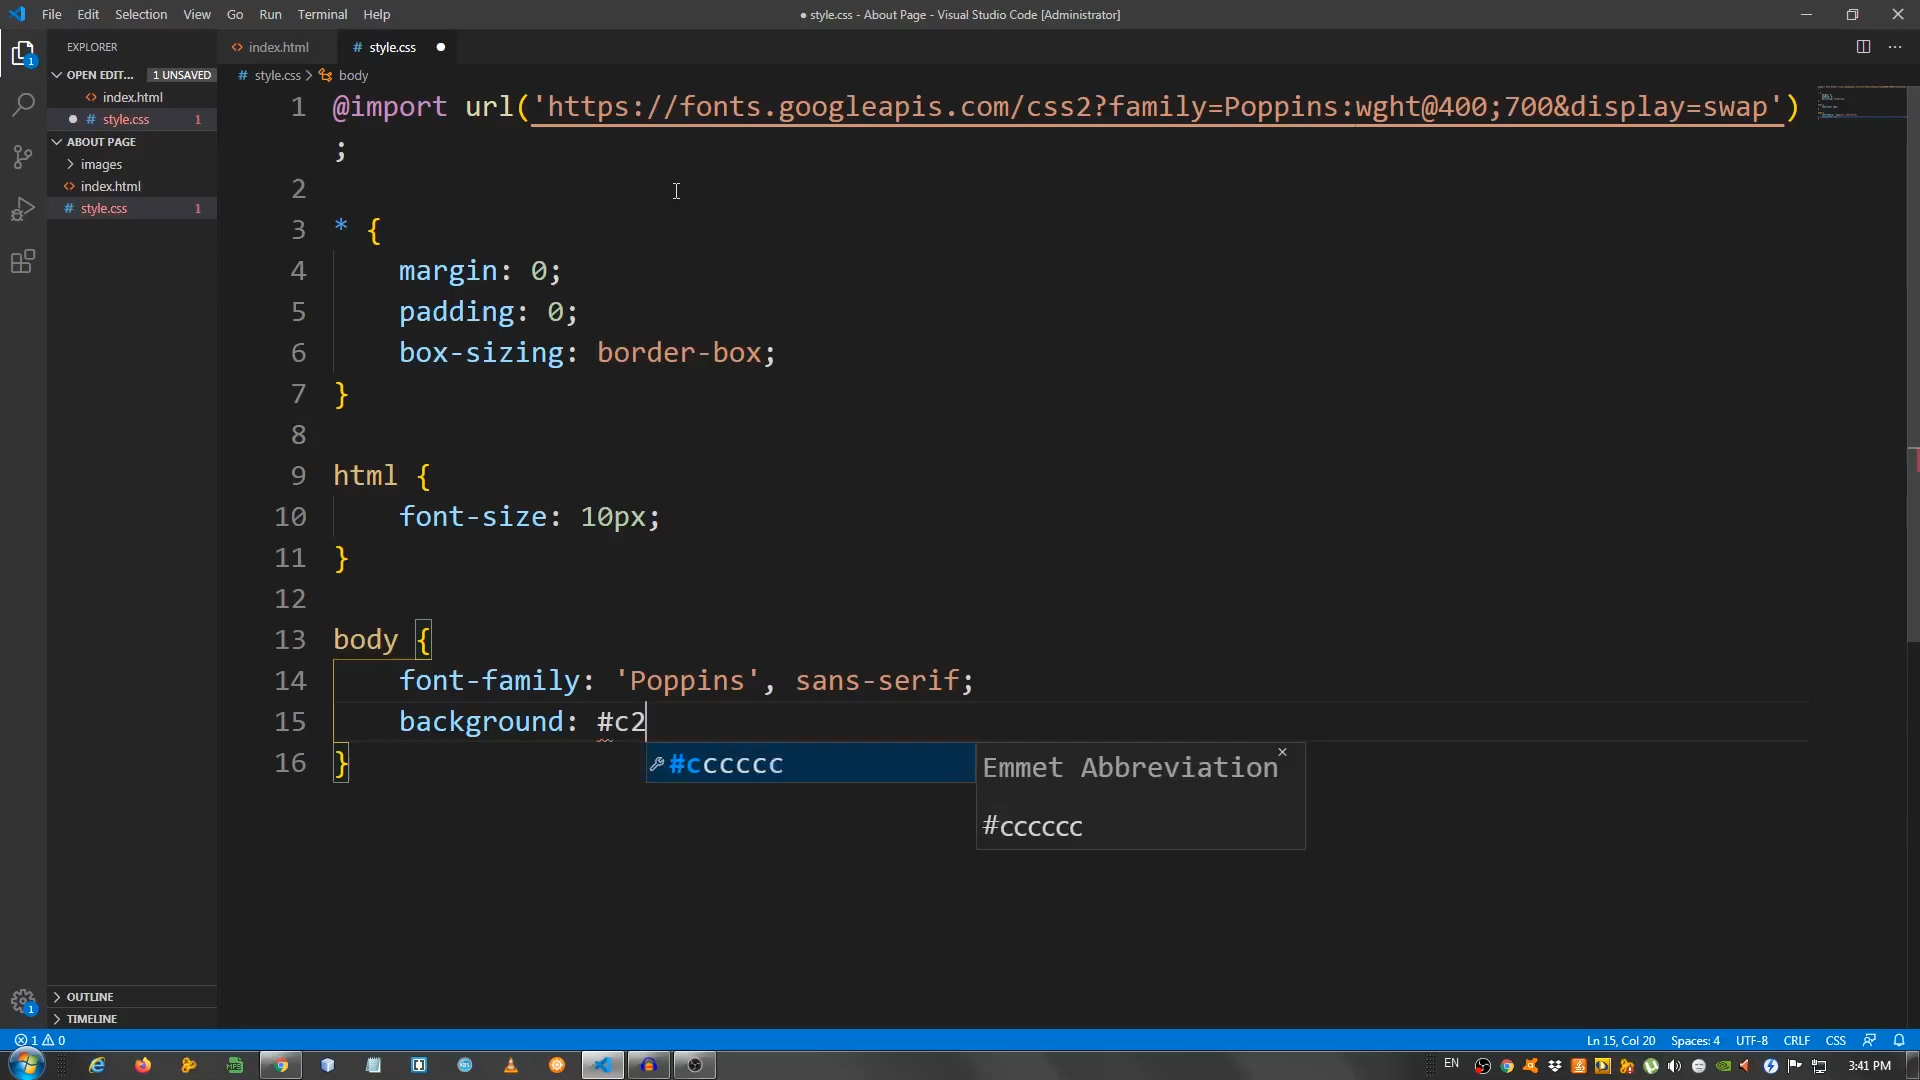 File Edit Selection View Go Run Terminal Help
● style.css - About Page - Visual Studio Code [Administrator]
EXPLORER
OPEN EDIT... 1 UNSAVED
index.html
style.css 1
ABOUT PAGE
images
index.html
style.css 1
OUTLINE
TIMELINE
index.html
# style.css ●
# style.css > body
1 @import url('https://fonts.googleapis.com/css2?family=Poppins:wght@400;700&display=swap')
;
2
3 * {
4 margin: 0;
5 padding: 0;
6 box-sizing: border-box;
7 }
8
9 html {
10 font-size: 10px;
11 }
12
13 body {
14 font-family: 'Poppins', sans-serif;
15 background: #c2
16 }
#cccccc
Emmet Abbreviation
#cccccc
1 0
Ln 15, Col 20 Spaces: 4 UTF-8 CRLF CSS
EN
3:41 PM